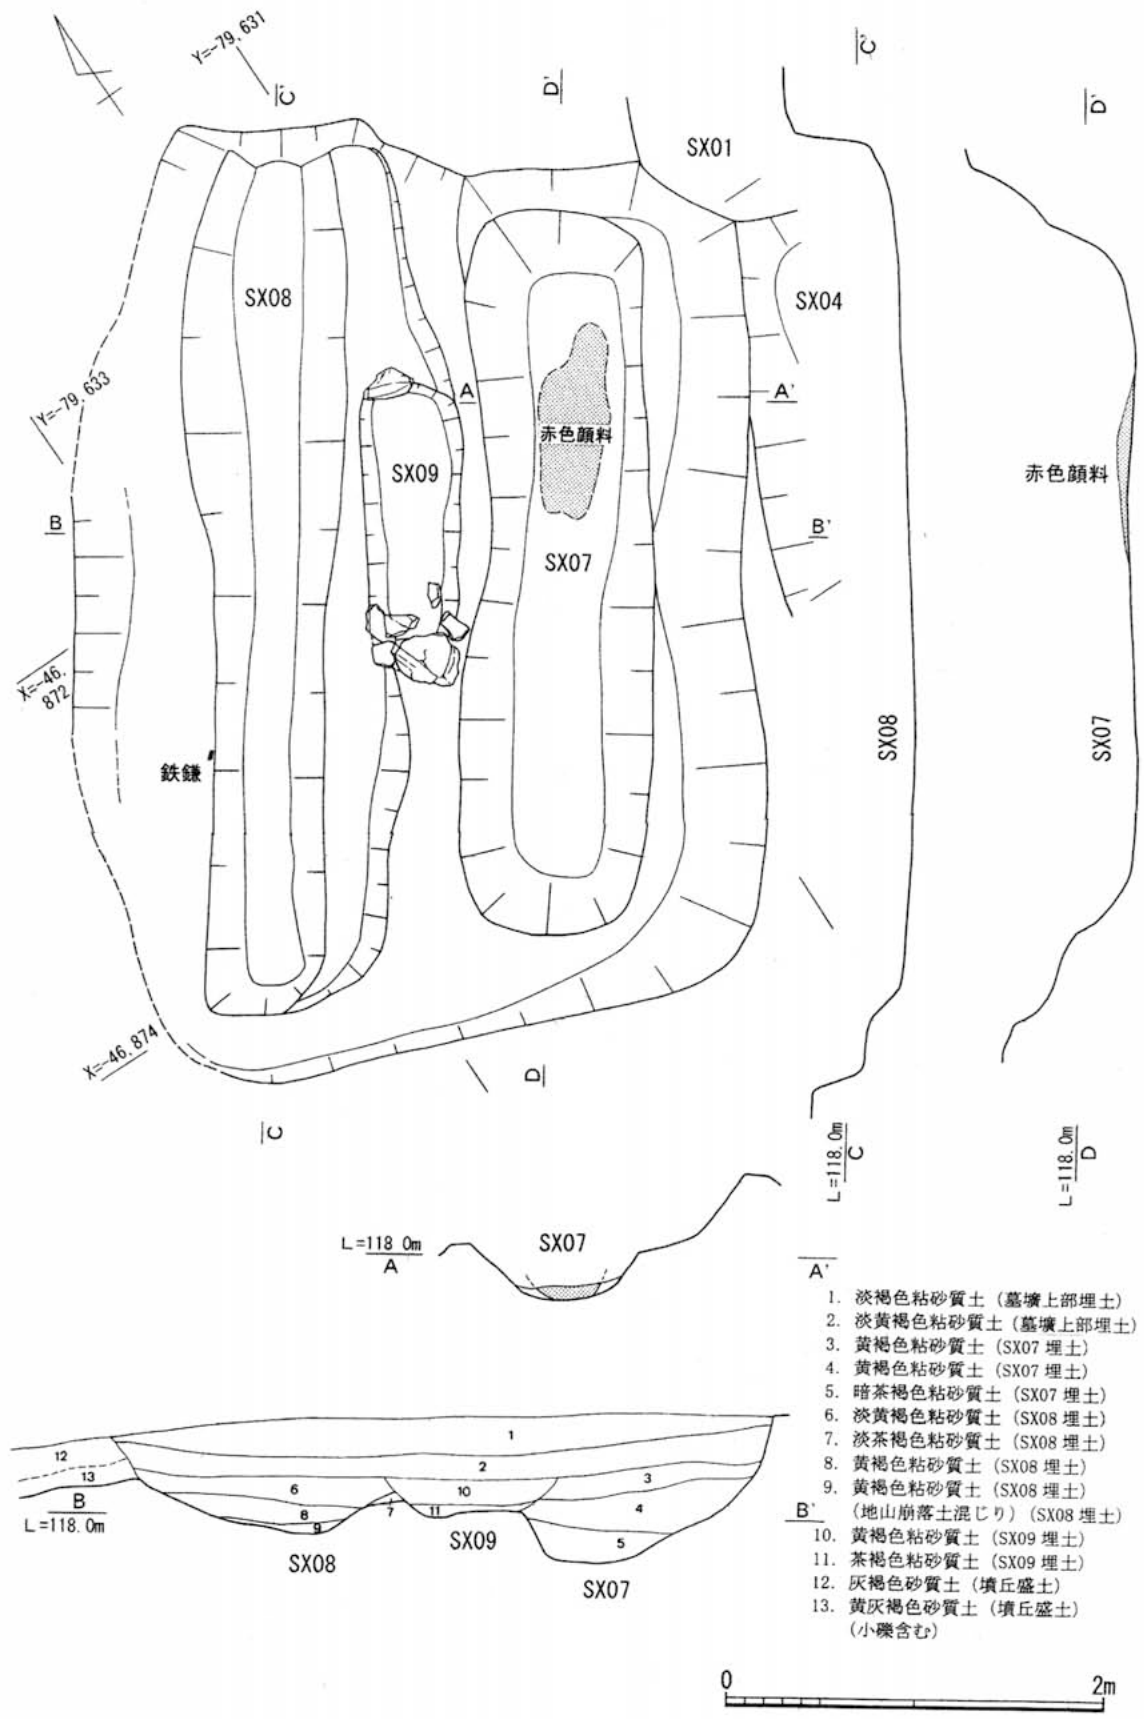 Y=-79,631
C'
D'
C'
D'
SX01
SX08
SX04
Y=-79,633
A
A'
赤色顔料
SX09
赤色顔料
B
B'
SX07
X=-46,
872
SX08
SX07
鉄鎌
X=-46,874
D
C
L=118.0m
C
L=118.0m
D
L=118 0m
A
SX07
A'
1. 淡褐色粘砂質土 (墓壙上部埋土)
2. 淡黄褐色粘砂質土 (墓壙上部埋土)
3. 黄褐色粘砂質土 (SX07 埋土)
4. 黄褐色粘砂質土 (SX07 埋土)
5. 暗茶褐色粘砂質土 (SX07 埋土)
6. 淡黄褐色粘砂質土 (SX08 埋土)
7. 淡茶褐色粘砂質土 (SX08 埋土)
8. 黄褐色粘砂質土 (SX08 埋土)
9. 黄褐色粘砂質土 (SX08 埋土)
(地山崩落土混じり) (SX08 埋土)
10. 黄褐色粘砂質土 (SX09 埋土)
11. 茶褐色粘砂質土 (SX09 埋土)
12. 灰褐色砂質土 (墳丘盛土)
13. 黄灰褐色砂質土 (墳丘盛土)
(小礫含む)
1
12
2
13
3
6
10
B
8
7
11
4
B'
L=118.0m
9
5
SX08
SX09
SX07
0
2m